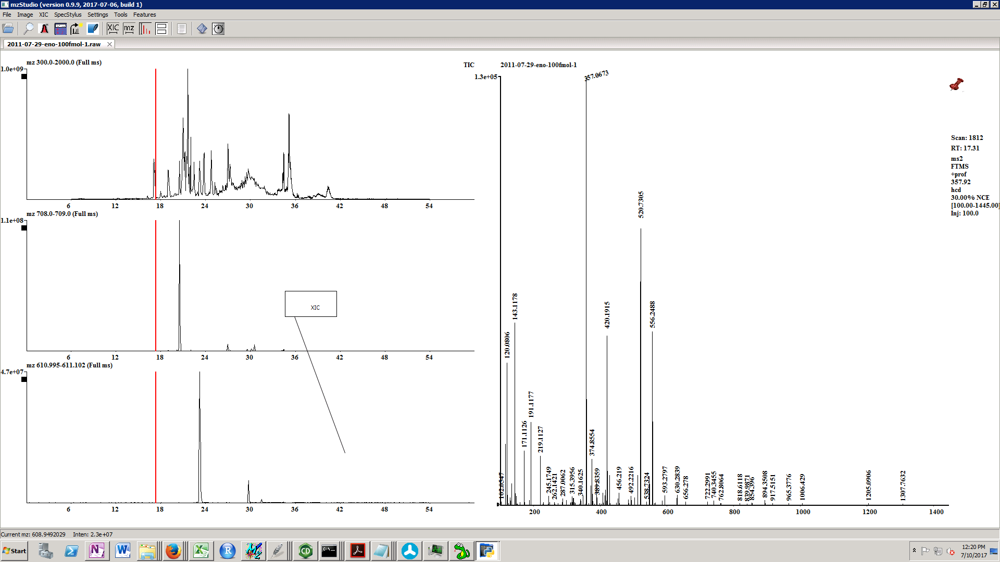 mzStudio (version 0.9.9, 2017-07-06, build 1)
File Image XIC SpecStylus Settings Tools Features
XIC mz
2011-07-29-eno-100fmol-1.raw
mz 300.0-2000.0 (Full ms)
TIC
1.0e+09
6 12 18 24 30 36 42 48 54
mz 708.0-709.0 (Full ms)
1.1e+08
6 12 18 24 30 36 42 48 54
mz 610.995-611.102 (Full ms)
4.7e+07
6 12 18 24 30 36 42 48 54
XIC
2011-07-29-eno-100fmol-1
1.3e+05
102.0547
120.0806
143.1178
171.1126
191.1177
219.1127
245.1749
262.1421
287.0062
315.3956
340.1625
357.0673
374.8554
389.8359
420.1915
456.219
492.2216
520.7305
538.7324
556.2488
593.2797
630.2839
656.278
722.2991
740.3455
762.8064
818.6118
839.9871
854.396
894.3508
917.5151
965.3776
1006.429
1205.0906
1307.7632
200 400 600 800 1000 1200 1400
Scan: 1812
RT: 17.31
ms2
FTMS
+prof
357.92
hcd
30.00% NCE
[100.00-1445.00]
Inj: 100.0
Current mz: 608.9492029 Inten: 2.3e+07
Start
12:20 PM
7/10/2017